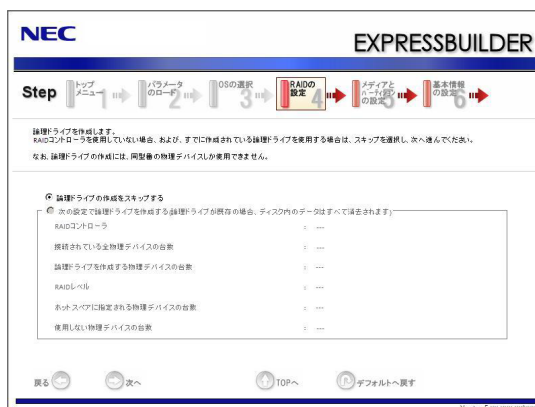 NEC
EXPRESSBUILDER
Step
トップメニュー 1
パラメータのロード 2
OSの選択 3
RAIDの設定 4
メディアとパーティションの設定 5
基本情報の設定 6
論理ドライブを作成します。
RAIDコントローラを使用していない場合、および、すでに作成されている論理ドライブを使用する場合は、スキップを選択し、次へ進んでください。
なお、論理ドライブの作成には、同型番の物理デバイスしか使用できません。
論理ドライブの作成をスキップする
次の設定で論理ドライブを作成する(論理ドライブが既存の場合、ディスク内のデータはすべて消去されます)
RAIDコントローラ : ---
接続されている全物理デバイスの台数 : ---
論理ドライブを作成する物理デバイスの台数 : ---
RAIDレベル : ---
ホットスペアに指定される物理デバイスの台数 : ---
使用しない物理デバイスの台数 : ---
戻る 次へ TOPへ デフォルトへ戻す